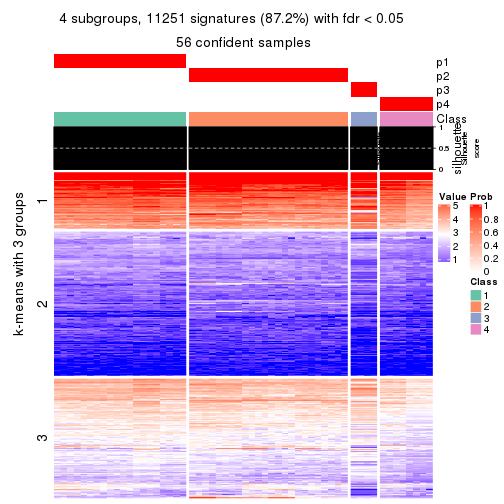 4 subgroups, 11251 signatures (87.2%) with fdr < 0.05
56 confident samples
p1
p2
p3
p4
Class
1
0.5
0
silhouette
Silhouette
score
k-means with 3 groups
1
2
3
Value
5
4
3
2
1
Prob
1
0.8
0.6
0.4
0.2
0
Class
1
2
3
4